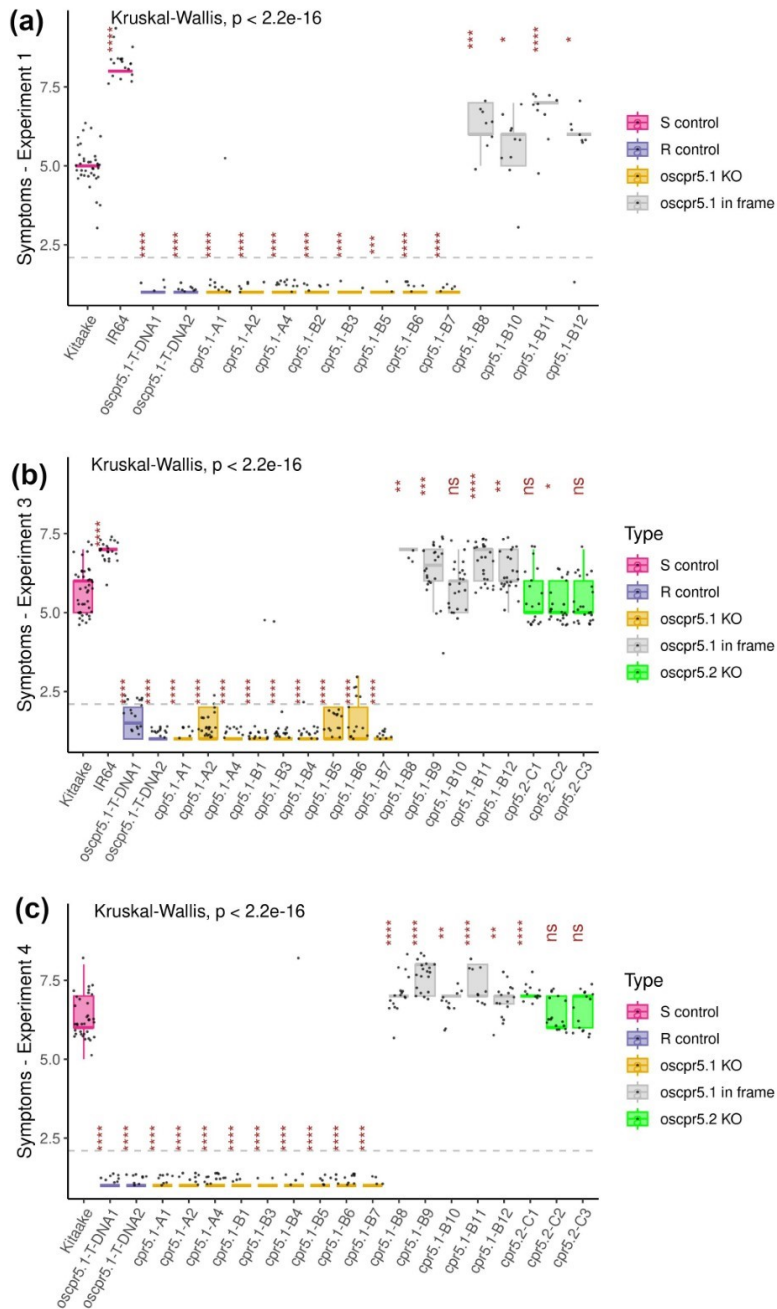 (a)
Kruskal-Wallis, p < 2.2e-16
**** *** * **** *
Symptoms - Experiment 1
7.5
5.0
2.5
**** **** **** **** **** **** **** *** **** ****
Kitaake
IR64
oscpr5.1-T-DNA1
oscpr5.1-T-DNA2
cpr5.1-A1
cpr5.1-A2
cpr5.1-A4
cpr5.1-B2
cpr5.1-B3
cpr5.1-B5
cpr5.1-B6
cpr5.1-B7
cpr5.1-B8
cpr5.1-B10
cpr5.1-B11
cpr5.1-B12
S control
R control
oscpr5.1 KO
oscpr5.1 in frame
(b)
Kruskal-Wallis, p < 2.2e-16
**** ** *** ns **** ** ns * ns
Symptoms - Experiment 3
7.5
5.0
2.5
**** **** **** **** **** **** **** **** **** **** ****
Kitaake
IR64
oscpr5.1-T-DNA1
oscpr5.1-T-DNA2
cpr5.1-A1
cpr5.1-A2
cpr5.1-A4
cpr5.1-B1
cpr5.1-B3
cpr5.1-B4
cpr5.1-B5
cpr5.1-B6
cpr5.1-B7
cpr5.1-B8
cpr5.1-B9
cpr5.1-B10
cpr5.1-B11
cpr5.1-B12
cpr5.2-C1
cpr5.2-C2
cpr5.2-C3
Type
S control
R control
oscpr5.1 KO
oscpr5.1 in frame
oscpr5.2 KO
(c)
Kruskal-Wallis, p < 2.2e-16
**** **** ** **** ** **** ns ns
Symptoms - Experiment 4
7.5
5.0
2.5
**** **** **** **** **** **** **** **** **** **** ****
Kitaake
oscpr5.1-T-DNA1
oscpr5.1-T-DNA2
cpr5.1-A1
cpr5.1-A2
cpr5.1-A4
cpr5.1-B1
cpr5.1-B3
cpr5.1-B4
cpr5.1-B5
cpr5.1-B6
cpr5.1-B7
cpr5.1-B8
cpr5.1-B9
cpr5.1-B10
cpr5.1-B11
cpr5.1-B12
cpr5.2-C1
cpr5.2-C2
cpr5.2-C3
Type
S control
R control
oscpr5.1 KO
oscpr5.1 in frame
oscpr5.2 KO